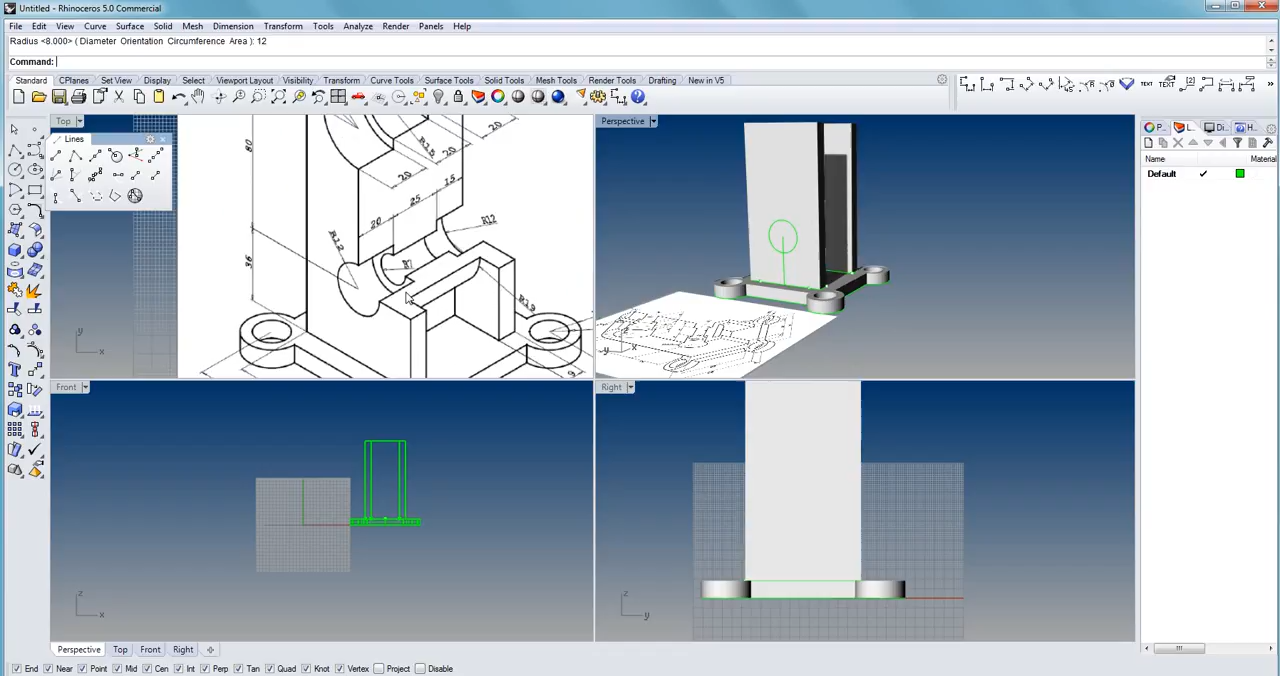 Untitled - Rhinoceros 5.0 Commercial
File Edit View Curve Surface Solid Mesh Dimension Transform Tools Analyze Render Panels Help
Radius <8.000> ( Diameter Orientation Circumference Area ): 12
Command:
Standard CPlanes Set View Display Select Viewport Layout Visibility Transform Curve Tools Surface Tools Solid Tools Mesh Tools Render Tools Drafting New in V5
Top
Lines
Perspective
P... L... Di... H...
Name Material
Default
80
20
20
20
15
25
20
R12
R12
R7
36
y
x
y
x
Front
Right
z
x
z
y
Perspective Top Front Right
End Near Point Mid Cen Int Perp Tan Quad Knot Vertex Project Disable